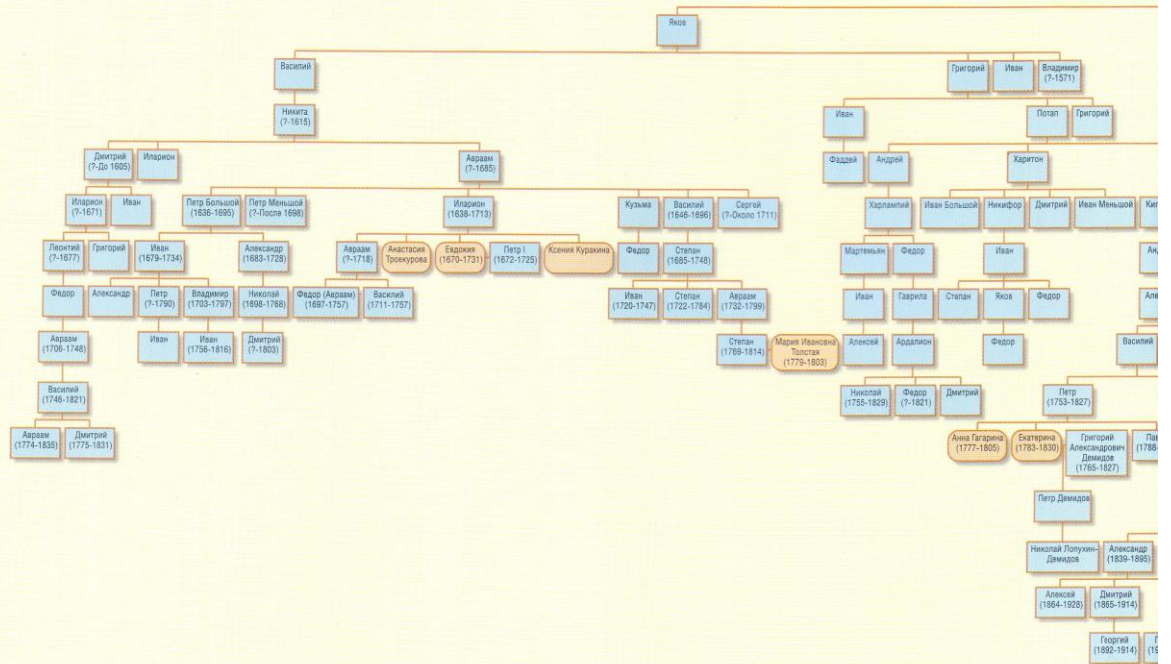 Яков
Василий
Григорий
Иван
Владимир
(?-1571)
Никита
(?-1615)
Иван
Потап
Григорий
Дмитрий
(?-До 1605)
Иларион
Авраам
(?-1685)
Фаддей
Андрей
Харитон
Иларион
(?-1671)
Иван
Петр Большой
(1636-1695)
Петр Меньшой
(?-После 1698)
Иларион
(1638-1713)
Кузьма
Василий
(1646-1696)
Сергей
(?-Около 1711)
Харлампий
Иван Большой
Никифор
Дмитрий
Иван Меньшой
Леонтий
(?-1677)
Григорий
Иван
(1679-1734)
Александр
(1683-1728)
Авраам
(?-1718)
Анастасия
Троекурова
Евдокия
(1670-1731)
Петр I
(1672-1725)
Ксения Куракина
Федор
Степан
(1685-1748)
Мартемьян
Федор
Иван
Федор
Александр
Петр
(?-1790)
Владимир
(1703-1797)
Николай
(1698-1768)
Федор (Авраам)
(1697-1757)
Василий
(1711-1757)
Иван
(1720-1747)
Степан
(1722-1784)
Авраам
(1732-1799)
Иван
Гаврила
Степан
Яков
Федор
Авраам
(1706-1748)
Иван
Иван
(1756-1816)
Дмитрий
(?-1803)
Степан
(1769-1814)
Мария Ивановна
Толстая
(1779-1803)
Алексей
Ардалион
Федор
Василий
Василий
(1746-1821)
Николай
(1755-1829)
Федор
(?-1821)
Дмитрий
Петр
(1753-1827)
Авраам
(1774-1835)
Дмитрий
(1775-1831)
Анна Гагарина
(1777-1805)
Екатерина
(1783-1830)
Григорий
Александрович
Демидов
(1765-1827)
Петр Демидов
Николай Лопухин-
Демидов
Александр
(1839-1895)
Алексей
(1864-1928)
Дмитрий
(1865-1914)
Георгий
(1892-1914)